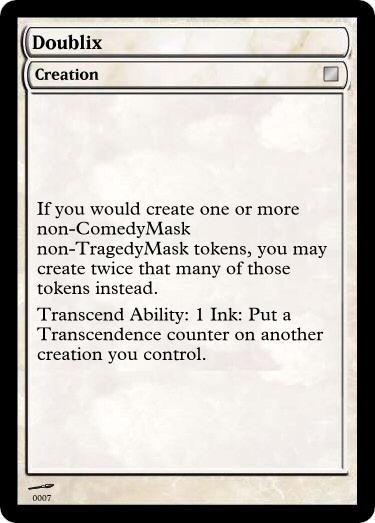 Doublix
Creation
If you would create one or more
non-ComedyMask
non-TragedyMask tokens, you may
create twice that many of those
tokens instead.
Transcend Ability: 1 Ink: Put a
Transcendence counter on another
creation you control.
0007